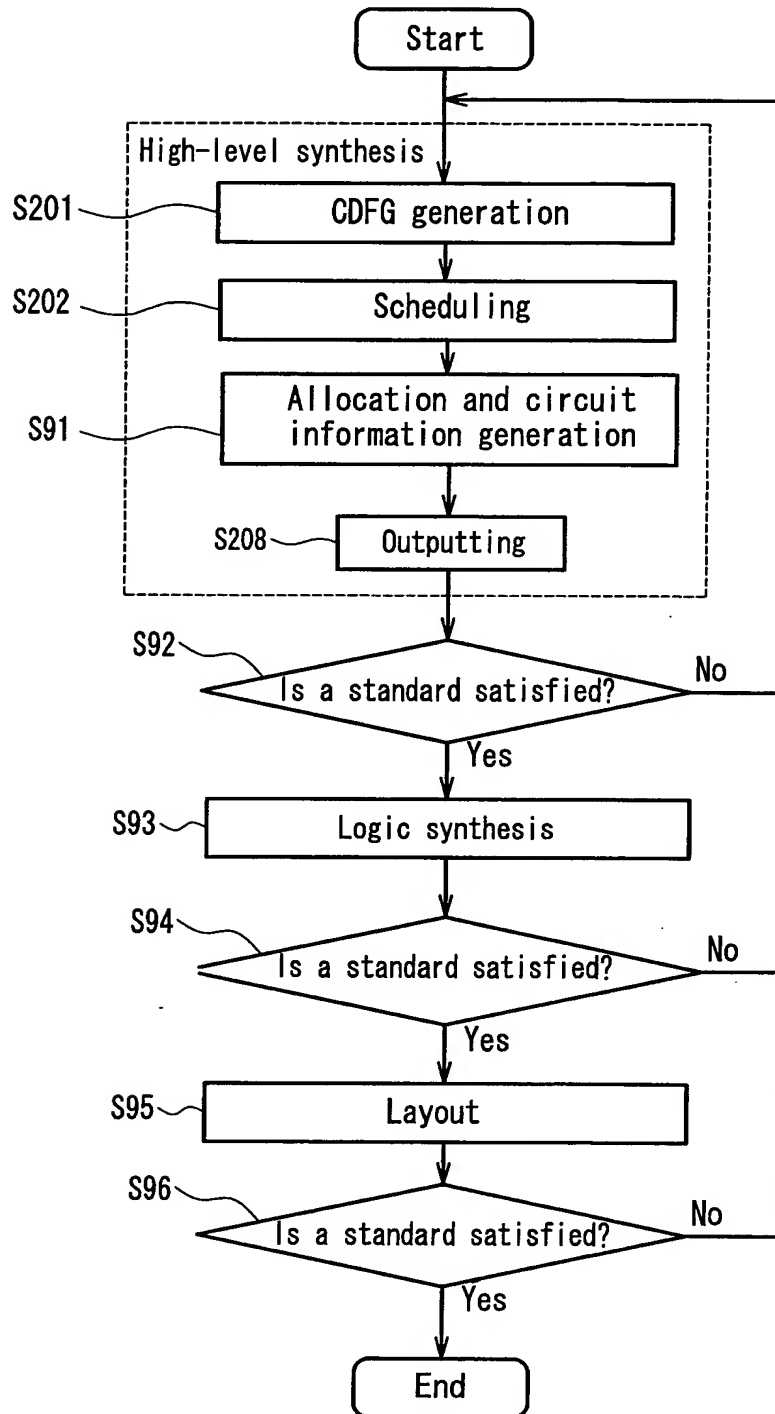 Start
High-level synthesis
S201
CDFG generation
S202
Scheduling
S91
Allocation and circuit
information generation
S208
Outputting
S92
Is a standard satisfied?
No
Yes
S93
Logic synthesis
S94
Is a standard satisfied?
No
Yes
S95
Layout
S96
Is a standard satisfied?
No
Yes
End